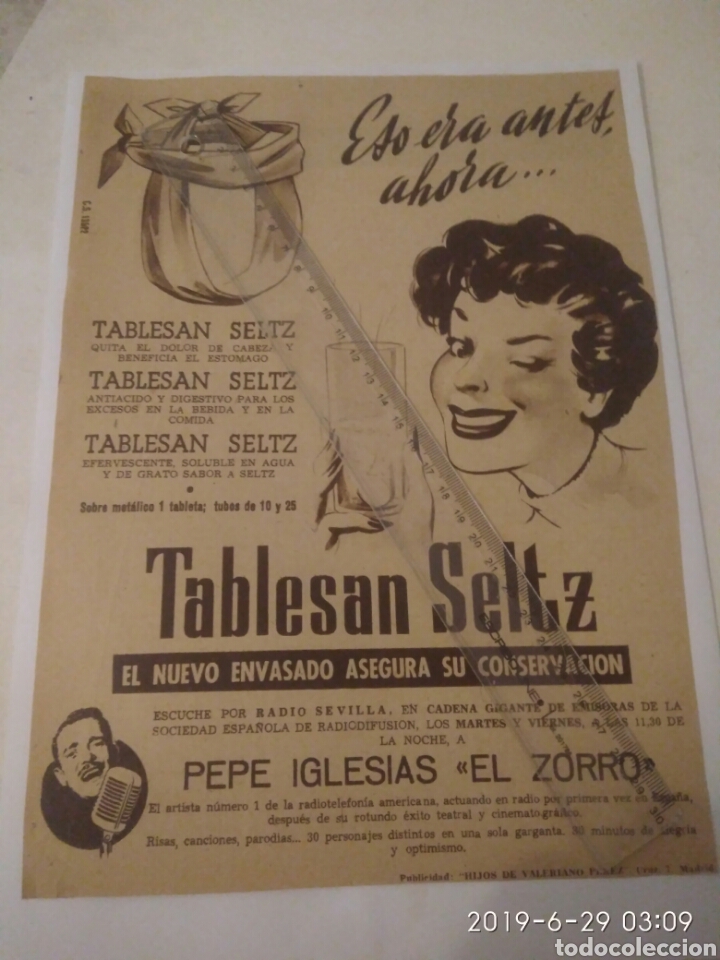 Eso era antes,
ahora...
TABLESAN SELTZ
QUITA EL DOLOR DE CABEZA Y
BENEFICIA EL ESTOMAGO
TABLESAN SELTZ
ANTIACIDO Y DIGESTIVO PARA LOS
EXCESOS EN LA BEBIDA Y EN LA
COMIDA
TABLESAN SELTZ
EFERVESCENTE, SOLUBLE EN AGUA
Y DE GRATO SABOR A SELTZ
Sobre metálico 1 tableta; tubos de 10 y 25
Tablesan Seltz
EL NUEVO ENVASADO ASEGURA SU CONSERVACION
ESCUCHE POR RADIO SEVILLA, EN CADENA GIGANTE DE EMISORAS DE LA
SOCIEDAD ESPAÑOLA DE RADIODIFUSION, LOS MARTES Y VIERNES, A LAS 11,30 DE
LA NOCHE, A
PEPE IGLESIAS «EL ZORRO»
El artista número 1 de la radiotelefonía americana, actuando en radio por primera vez en España,
después de su rotundo éxito teatral y cinematográfico.
Risas, canciones, parodias... 30 personajes distintos en una sola garganta. 30 minutos de alegría
y optimismo.
Publicidad: "HIJOS DE VALERIANO PEREZ" Madrid
2019-6-29 03:09
todocoleccion